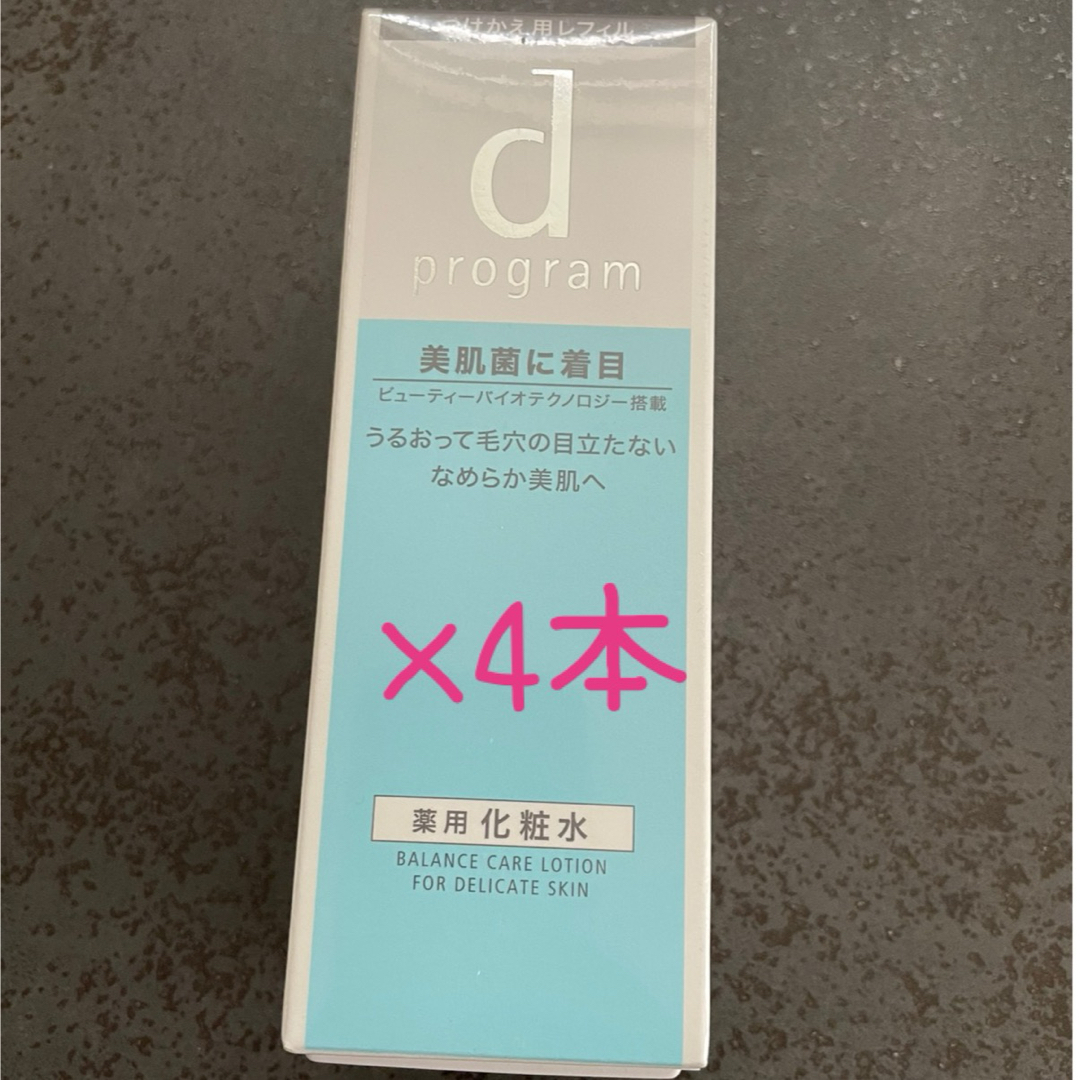 つけかえ用レフィル
d
program
美肌菌に着目
ビューティーバイオテクノロジー搭載
うるおって毛穴の目立たない
なめらか美肌へ
×4本
薬用 化粧水
BALANCE CARE LOTION
FOR DELICATE SKIN